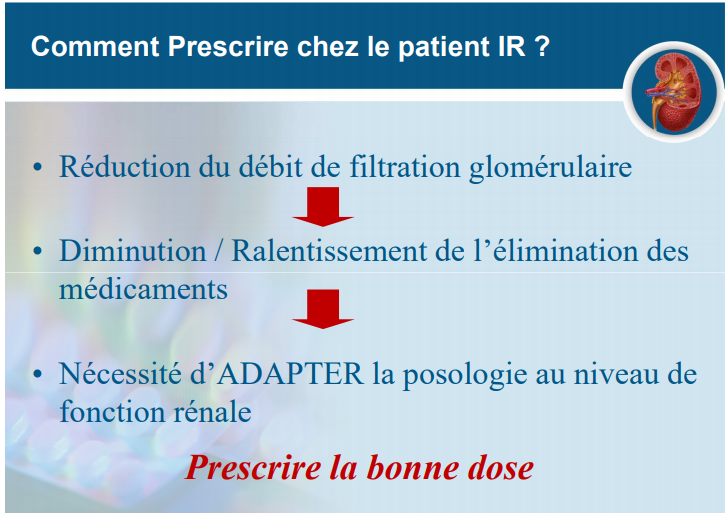 Comment Prescrire chez le patient IR ?
• Réduction du débit de filtration glomérulaire
• Diminution / Ralentissement de l’élimination des
médicaments
• Nécessité d’ADAPTER la posologie au niveau de
fonction rénale
Prescrire la bonne dose